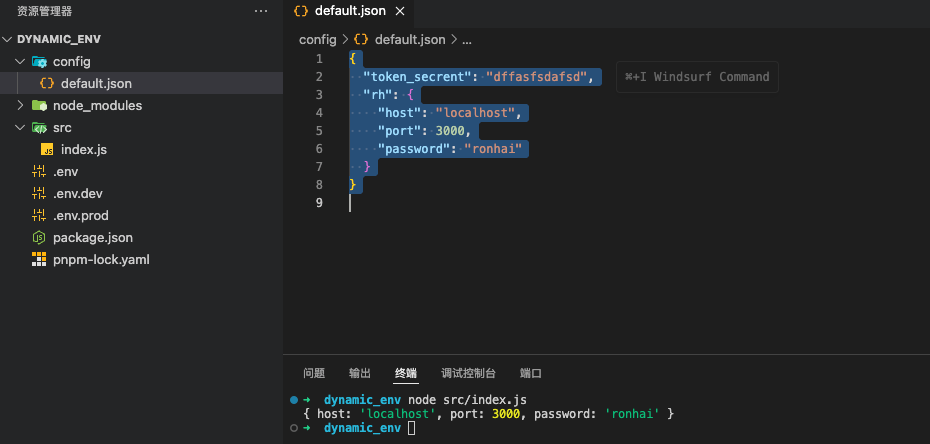 资源管理器 ···
DYNAMIC_ENV
config
default.json
node_modules
src
index.js
.env
.env.dev
.env.prod
package.json
pnpm-lock.yaml
{} default.json ×
config > {} default.json > ...
1 {
2 "token_secrent": "dffasfsdafsd", ⌘+I Windsurf Command
3 "rh": {
4 "host": "localhost",
5 "port": 3000,
6 "password": "ronhai"
7 }
8 }
9
问题 输出 终端 调试控制台 端口
➜ dynamic_env node src/index.js
{ host: 'localhost', port: 3000, password: 'ronhai' }
➜ dynamic_env